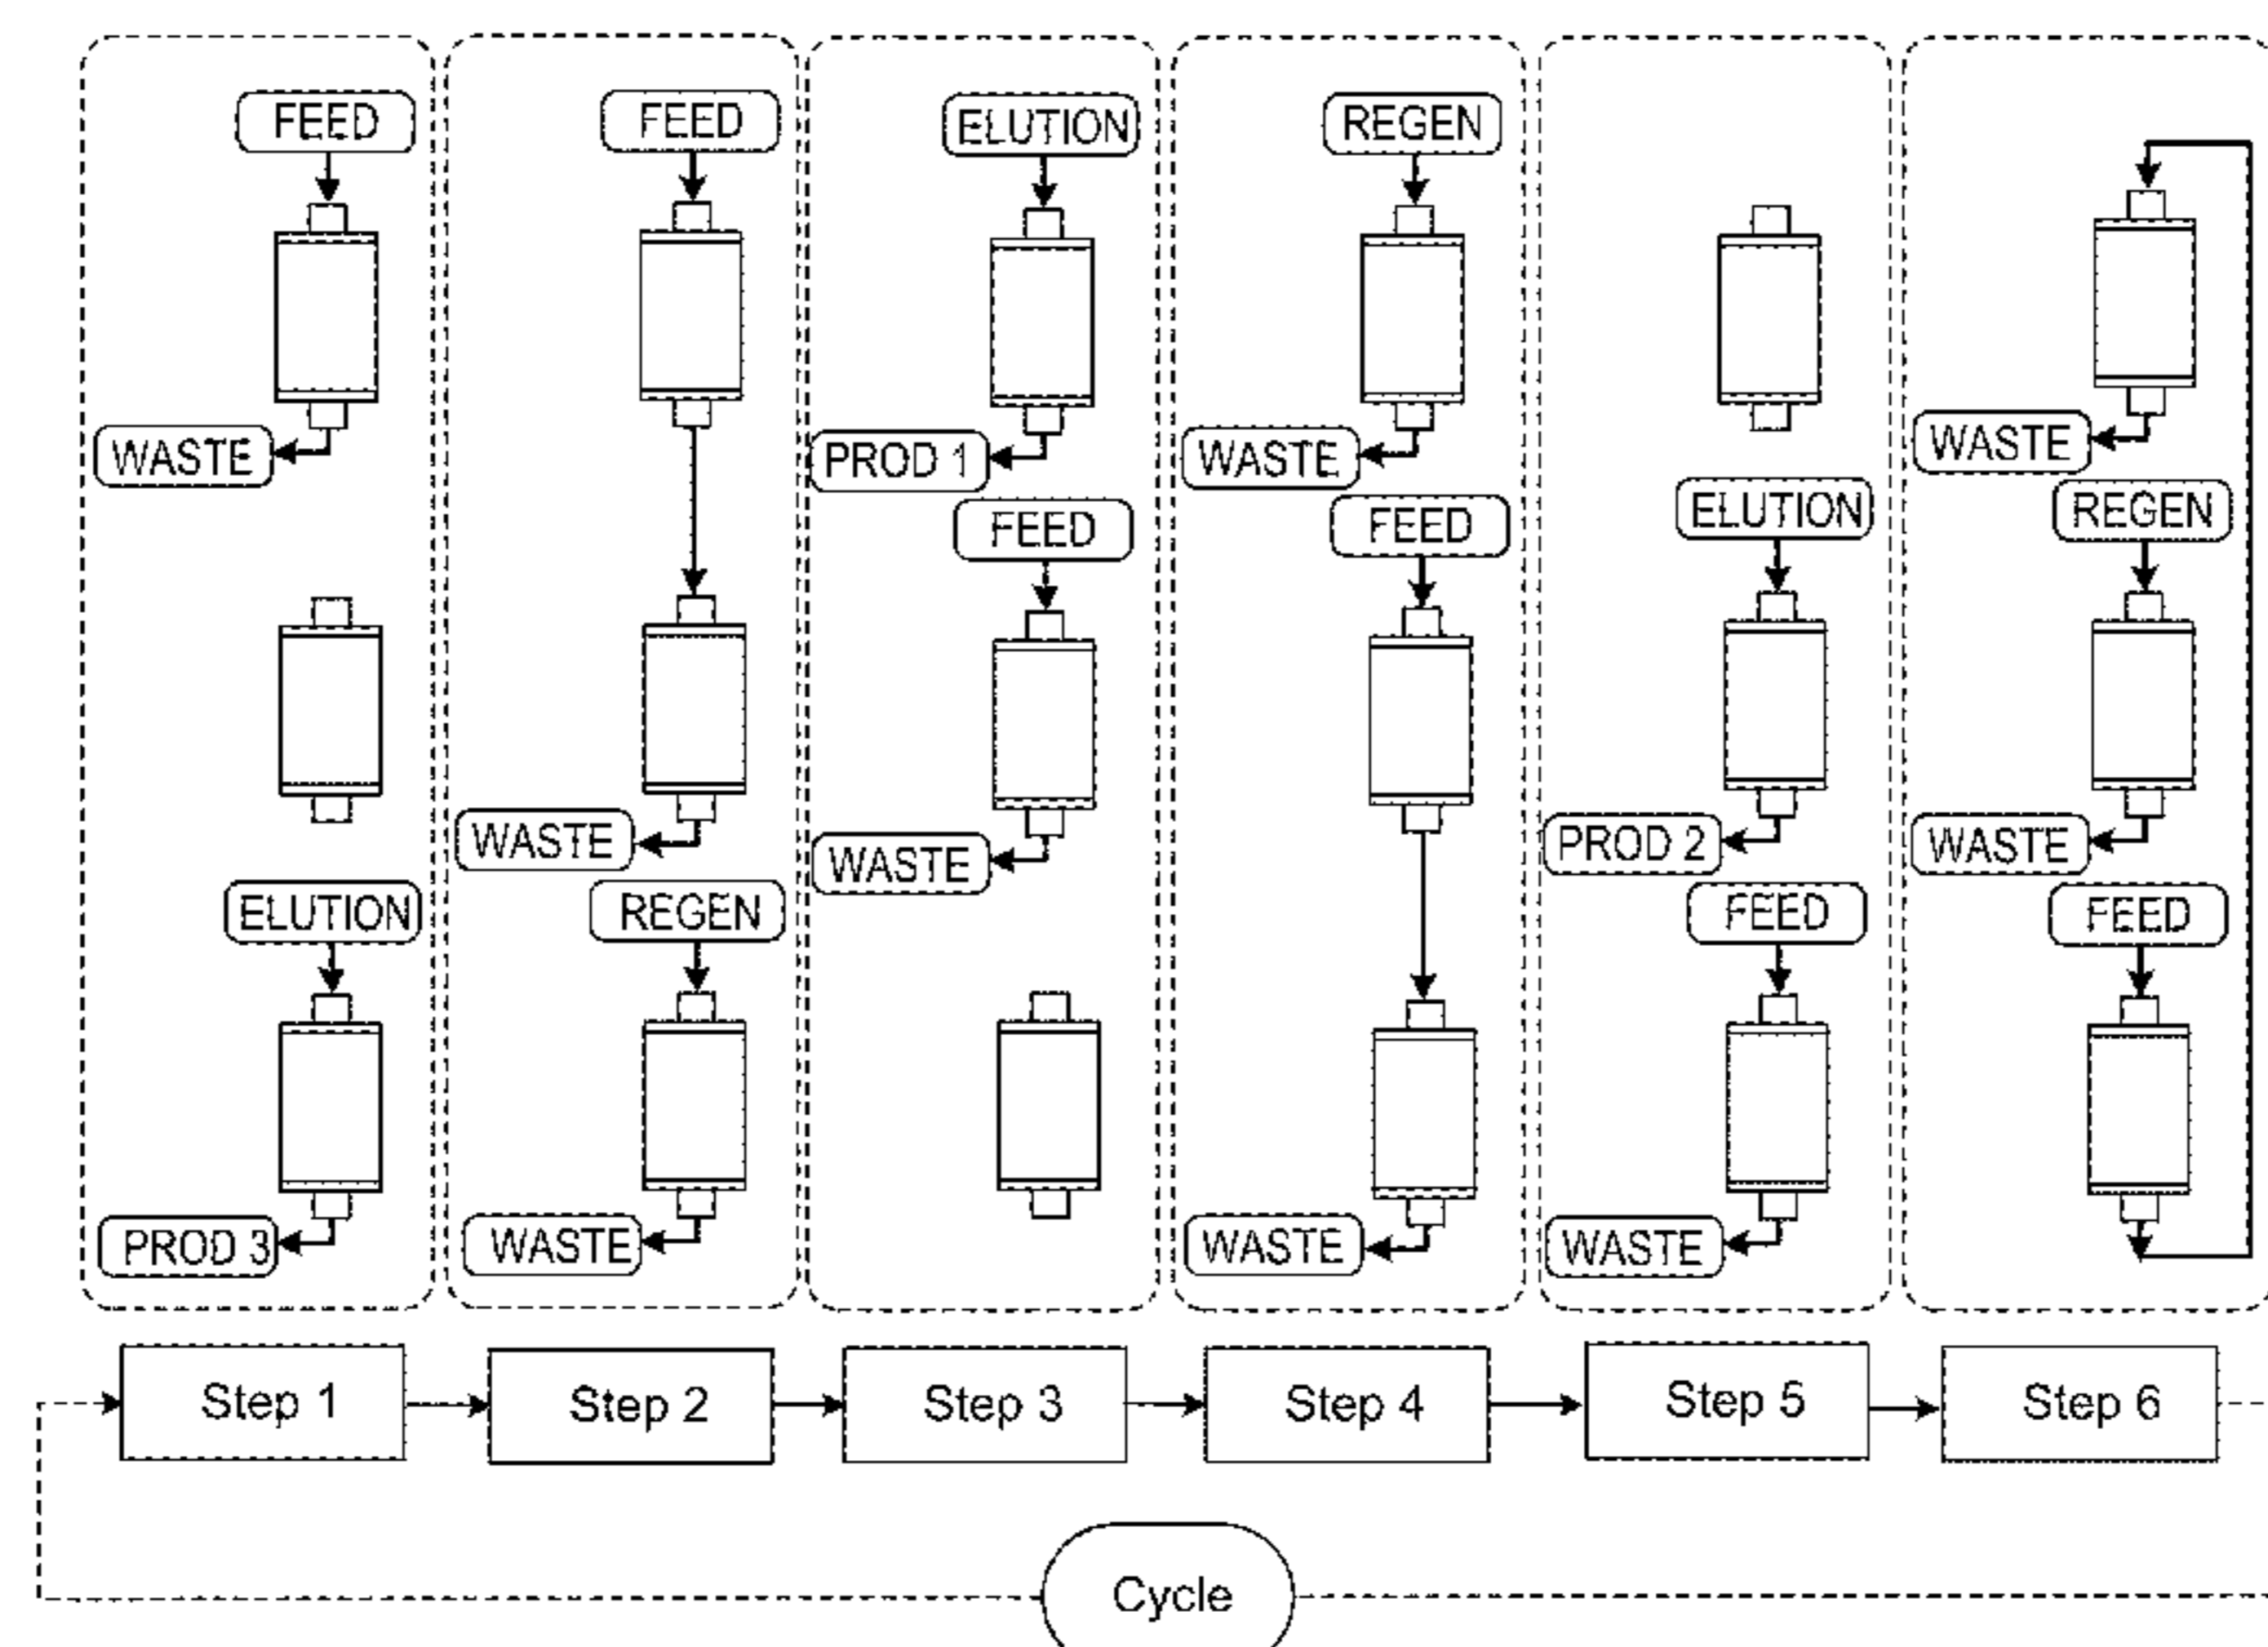 FEED
WASTE
ELUTION
PROD 3
FEED
WASTE
REGEN
WASTE
ELUTION
PROD 1
FEED
WASTE
REGEN
WASTE
FEED
WASTE
ELUTION
PROD 2
FEED
WASTE
WASTE
REGEN
WASTE
FEED
Step 1
Step 2
Step 3
Step 4
Step 5
Step 6
Cycle